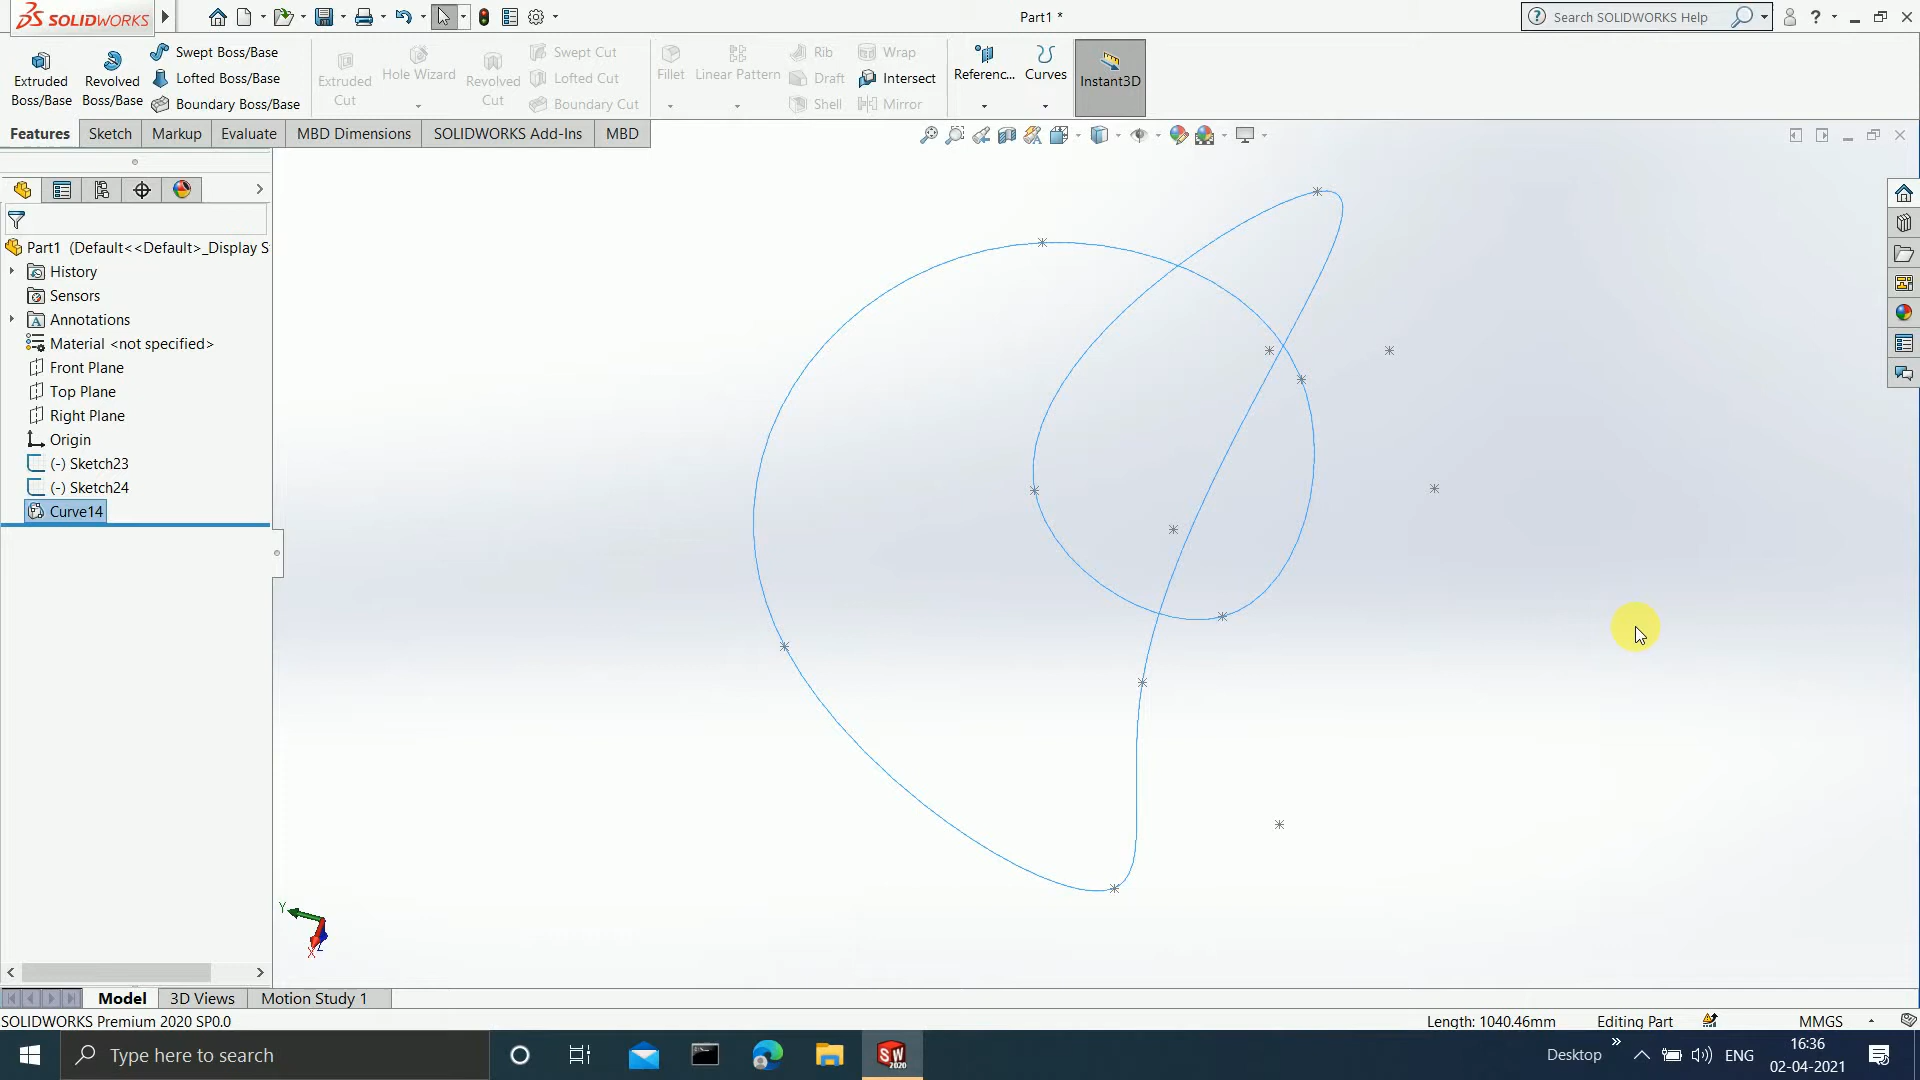 SOLIDWORKS
Part1 *
Search SOLIDWORKS Help
Extruded Boss/Base
Revolved Boss/Base
Swept Boss/Base
Lofted Boss/Base
Boundary Boss/Base
Extruded Cut
Hole Wizard
Revolved Cut
Swept Cut
Lofted Cut
Boundary Cut
Fillet
Linear Pattern
Rib
Draft
Shell
Wrap
Intersect
Mirror
Referenc...
Curves
Instant3D
Features
Sketch
Markup
Evaluate
MBD Dimensions
SOLIDWORKS Add-Ins
MBD
Part1 (Default<<Default>_Display S
History
Sensors
Annotations
Material <not specified>
Front Plane
Top Plane
Right Plane
Origin
(-) Sketch23
(-) Sketch24
Curve14
Y
X
Z
Model
3D Views
Motion Study 1
SOLIDWORKS Premium 2020 SP0.0
Length: 1040.46mm
Editing Part
MMGS
Type here to search
SW
2020
Desktop
ENG
16:36
02-04-2021